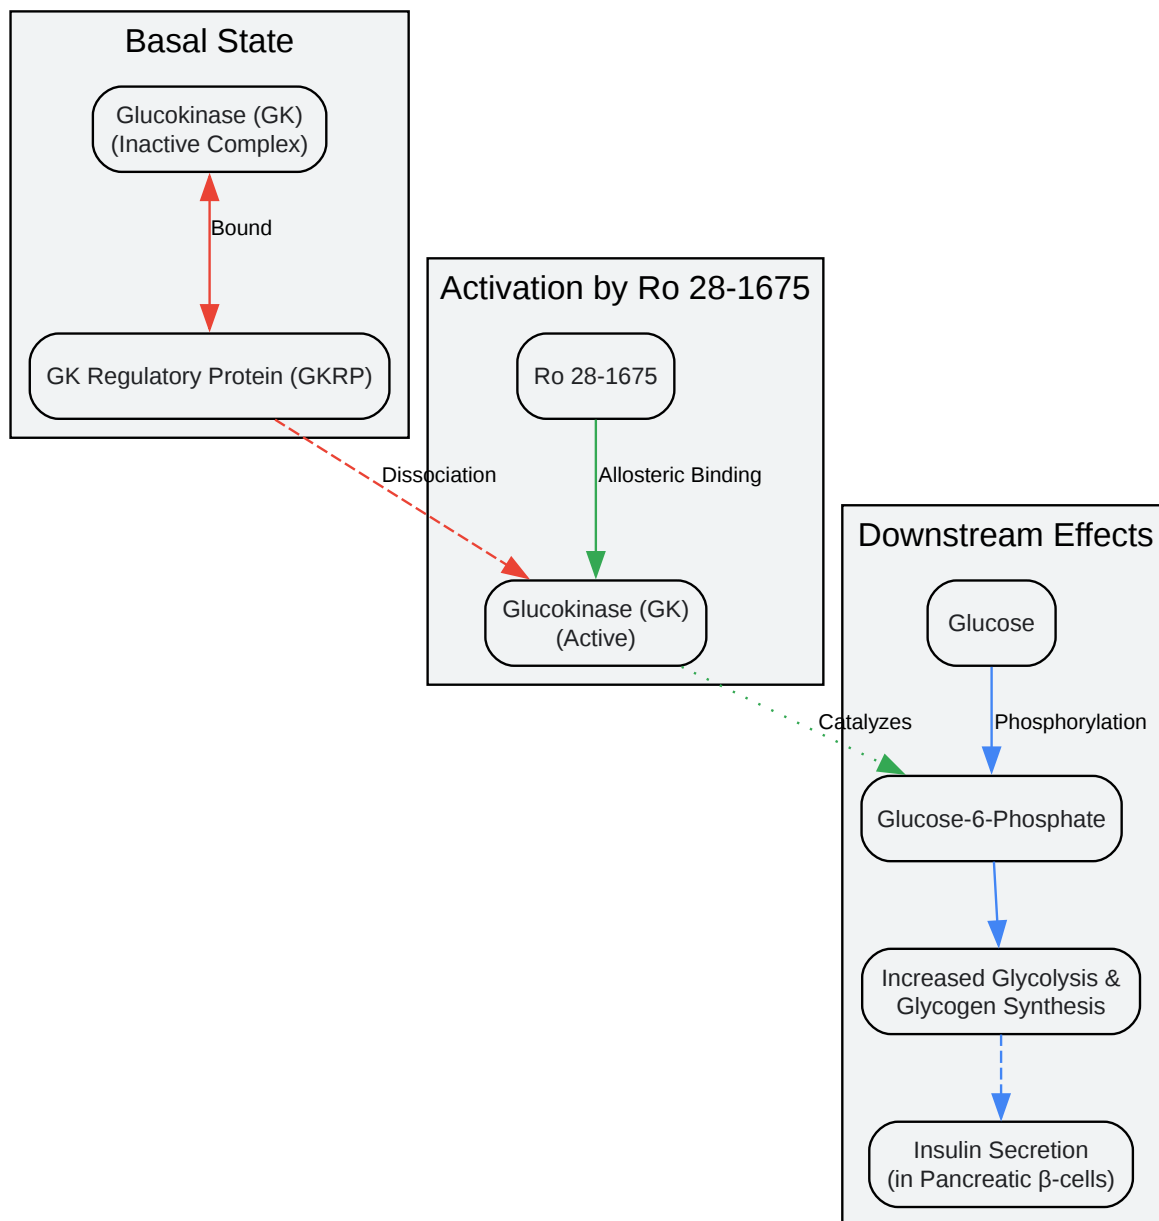 Basal State
Glucokinase (GK)
(Inactive Complex)
Bound
GK Regulatory Protein (GKRP)
Dissociation
Activation by Ro 28-1675
Ro 28-1675
Allosteric Binding
Glucokinase (GK)
(Active)
Catalyzes
Downstream Effects
Glucose
Phosphorylation
Glucose-6-Phosphate
Increased Glycolysis &
Glycogen Synthesis
Insulin Secretion
(in Pancreatic β-cells)